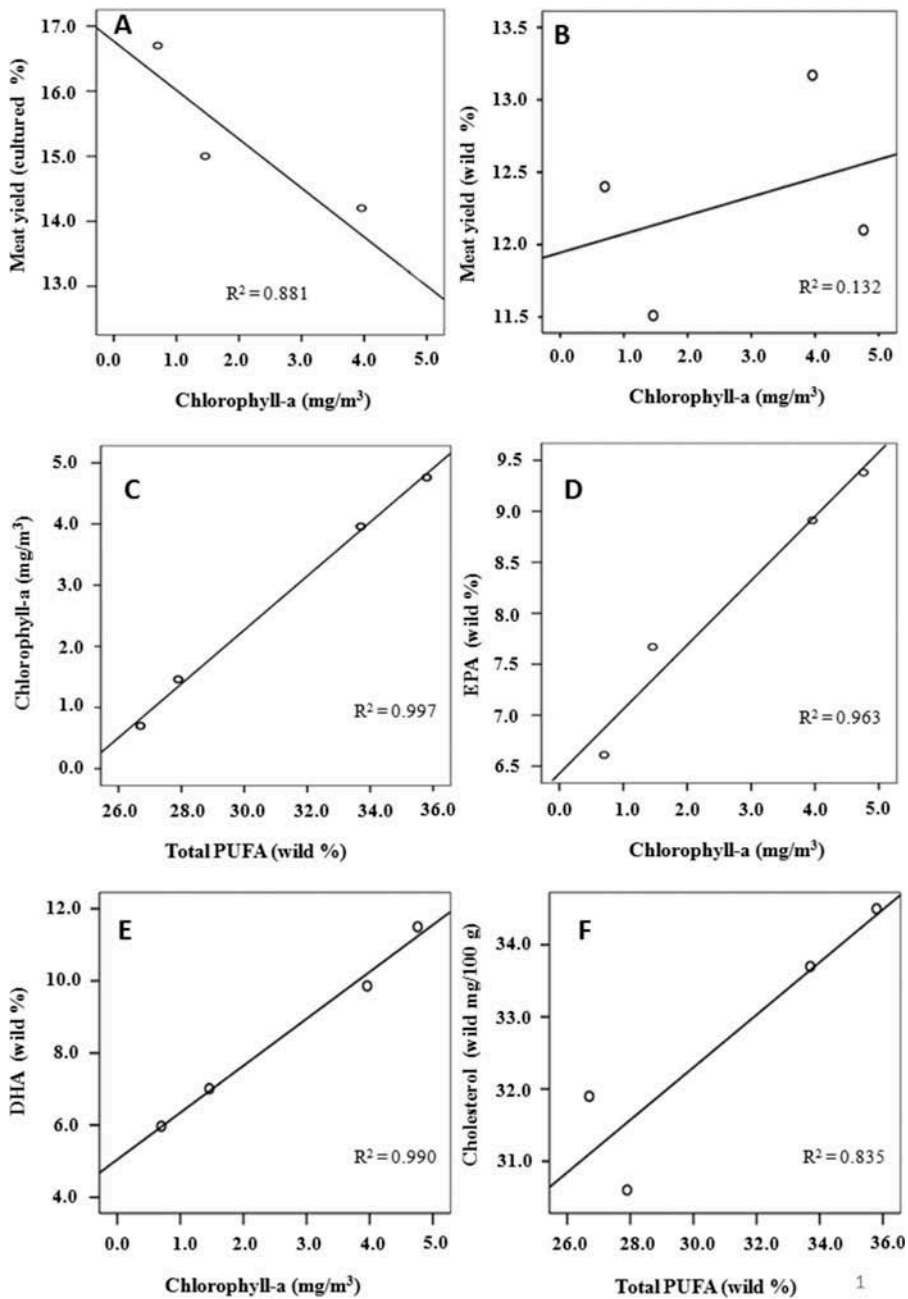 A
Meat yield (cultured %)
17.0
16.0
15.0
14.0
13.0
R² = 0.881
0.0 1.0 2.0 3.0 4.0 5.0
Chlorophyll-a (mg/m³)
B
Meat yield (wild %)
13.5
13.0
12.5
12.0
11.5
R² = 0.132
0.0 1.0 2.0 3.0 4.0 5.0
Chlorophyll-a (mg/m³)
C
Chlorophyll-a (mg/m³)
5.0
4.0
3.0
2.0
1.0
0.0
R² = 0.997
26.0 28.0 30.0 32.0 34.0 36.0
Total PUFA (wild %)
D
EPA (wild %)
9.5
9.0
8.5
8.0
7.5
7.0
6.5
R² = 0.963
0.0 1.0 2.0 3.0 4.0 5.0
Chlorophyll-a (mg/m³)
E
DHA (wild %)
12.0
10.0
8.0
6.0
4.0
R² = 0.990
0.0 1.0 2.0 3.0 4.0 5.0
Chlorophyll-a (mg/m³)
F
Cholesterol (wild mg/100 g)
34.0
33.0
32.0
31.0
R² = 0.835
26.0 28.0 30.0 32.0 34.0 36.0
Total PUFA (wild %)
1